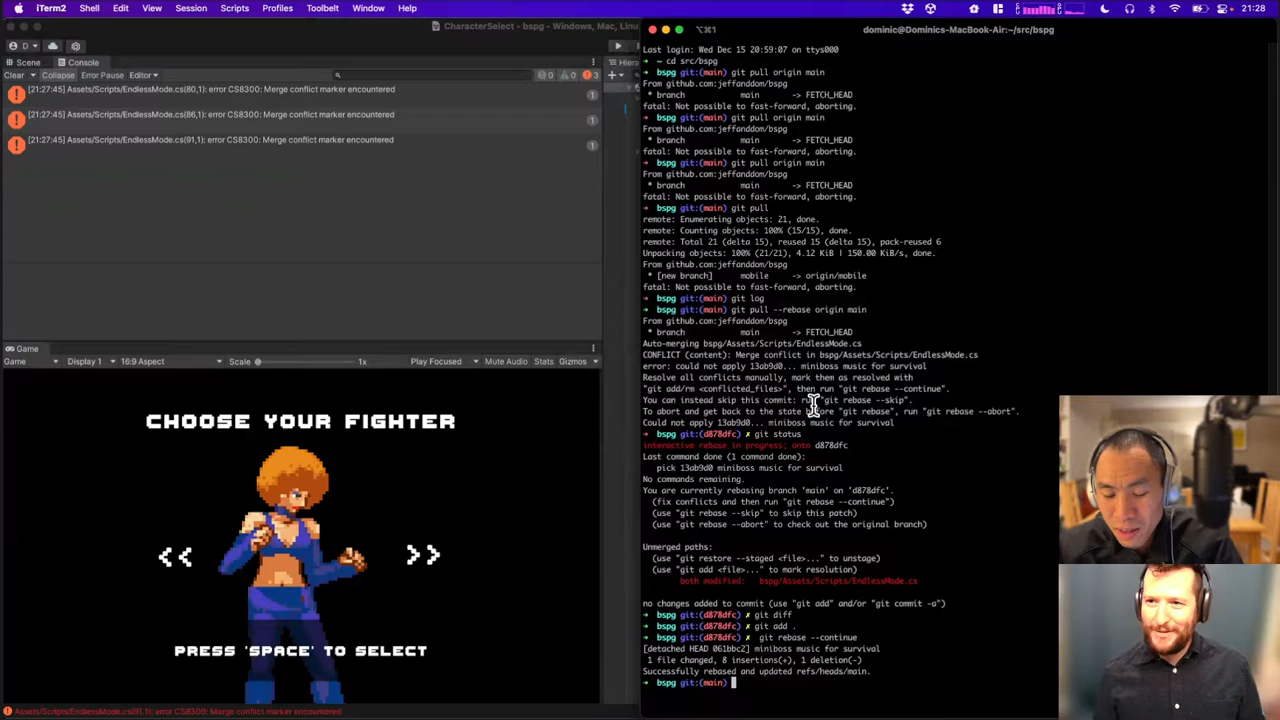 iTerm2 Shell Edit View Session Scripts Profiles Toolbelt Window Help 21:28
CharacterSelect - bspg - Windows, Mac, Linu
D
Scene Console
Clear Collapse Error Pause Editor 0 0 3
[21:27:45] Assets/Scripts/EndlessMode.cs(80,1): error CS8300: Merge conflict marker encountered 1
[21:27:45] Assets/Scripts/EndlessMode.cs(86,1): error CS8300: Merge conflict marker encountered 1
[21:27:45] Assets/Scripts/EndlessMode.cs(91,1): error CS8300: Merge conflict marker encountered 1
Game
Game Display 1 16:9 Aspect Scale 1x Play Focused Mute Audio Stats Gizmos
CHOOSE YOUR FIGHTER
<< >>
PRESS 'SPACE' TO SELECT
Assets/Scripts/EndlessMode.cs(91,1): error CS8300: Merge conflict marker encountered
Hiera
⌥⌘1 dominic@Dominics-MacBook-Air:~/src/bspg
Last login: Wed Dec 15 20:59:07 on ttys000
➜ ~ cd src/bspg
➜ bspg git:(main) git pull origin main
From github.com:jeffanddom/bspg
* branch main -> FETCH_HEAD
fatal: Not possible to fast-forward, aborting.
➜ bspg git:(main) git pull origin main
From github.com:jeffanddom/bspg
* branch main -> FETCH_HEAD
fatal: Not possible to fast-forward, aborting.
➜ bspg git:(main) git pull origin main
From github.com:jeffanddom/bspg
* branch main -> FETCH_HEAD
fatal: Not possible to fast-forward, aborting.
➜ bspg git:(main) git pull
remote: Enumerating objects: 21, done.
remote: Counting objects: 100% (15/15), done.
remote: Total 21 (delta 15), reused 15 (delta 15), pack-reused 6
Unpacking objects: 100% (21/21), 4.12 KiB | 150.00 KiB/s, done.
From github.com:jeffanddom/bspg
* [new branch] mobile -> origin/mobile
fatal: Not possible to fast-forward, aborting.
➜ bspg git:(main) git log
➜ bspg git:(main) git pull --rebase origin main
From github.com:jeffanddom/bspg
* branch main -> FETCH_HEAD
Auto-merging bspg/Assets/Scripts/EndlessMode.cs
CONFLICT (content): Merge conflict in bspg/Assets/Scripts/EndlessMode.cs
error: could not apply 13ab9d0... miniboss music for survival
Resolve all conflicts manually, mark them as resolved with
"git add/rm <conflicted_files>", then run "git rebase --continue".
You can instead skip this commit: run "git rebase --skip".
To abort and get back to the state before "git rebase", run "git rebase --abort".
Could not apply 13ab9d0... miniboss music for survival
➜ bspg git:(d878dfc) ✗ git status
interactive rebase in progress; onto d878dfc
Last command done (1 command done):
pick 13ab9d0 miniboss music for survival
No commands remaining.
You are currently rebasing branch 'main' on 'd878dfc'.
(fix conflicts and then run "git rebase --continue")
(use "git rebase --skip" to skip this patch)
(use "git rebase --abort" to check out the original branch)
Unmerged paths:
(use "git restore --staged <file>..." to unstage)
(use "git add <file>..." to mark resolution)
both modified: bspg/Assets/Scripts/EndlessMode.cs
no changes added to commit (use "git add" and/or "git commit -a")
➜ bspg git:(d878dfc) ✗ git diff
➜ bspg git:(d878dfc) ✗ git add .
➜ bspg git:(d878dfc) ✗ git rebase --continue
[detached HEAD 061bbc2] miniboss music for survival
1 file changed, 8 insertions(+), 1 deletion(-)
Successfully rebased and updated refs/heads/main.
➜ bspg git:(main)